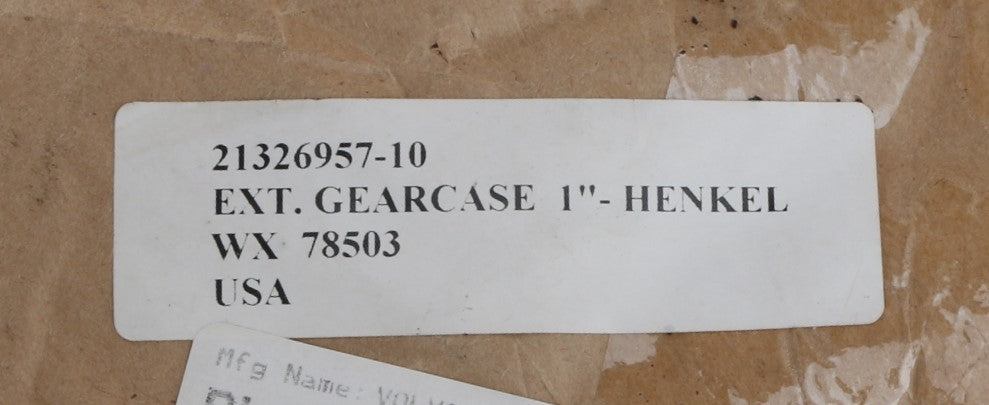 21326957-10
EXT. GEARCASE 1"- HENKEL
WX 78503
USA
Mfg Name: